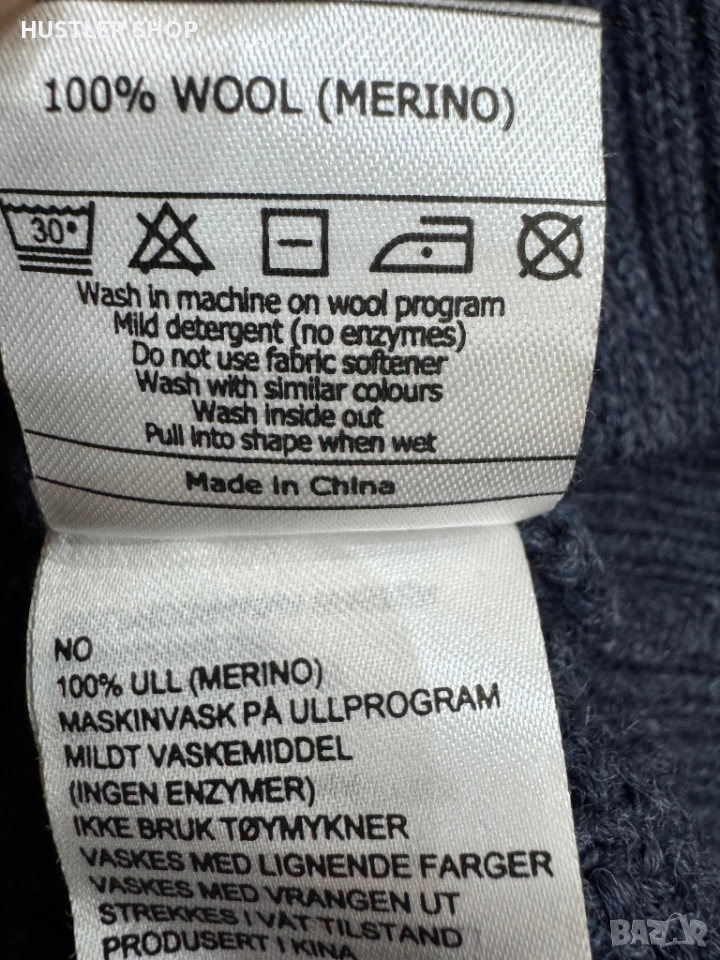 HUSTLER SHOP
100% WOOL (MERINO)
30°
Wash in machine on wool program
Mild detergent (no enzymes)
Do not use fabric softener
Wash with similar colours
Wash inside out
Pull into shape when wet
Made in China
NO
100% ULL (MERINO)
MASKINVASK PÅ ULLPROGRAM
MILDT VASKEMIDDEL
(INGEN ENZYMER)
IKKE BRUK TØYMYKNER
VASKES MED LIGNENDE FARGER
VASKES MED VRANGEN UT
STREKKES I VÅT TILSTAND
PRODUSERT I KINA
BAZAR